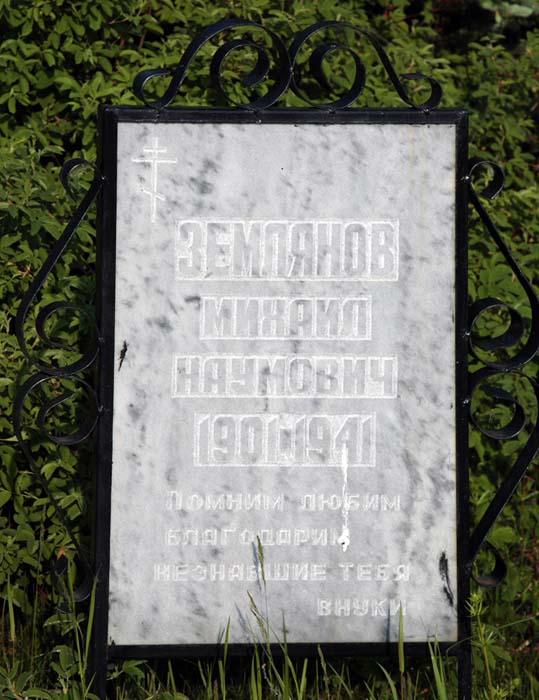 ЗЕМЛЯНОВ
МИХАИЛ
НАУМОВИЧ
1901-1941
Помним любим
благодарим
незнавшие тебя
внуки